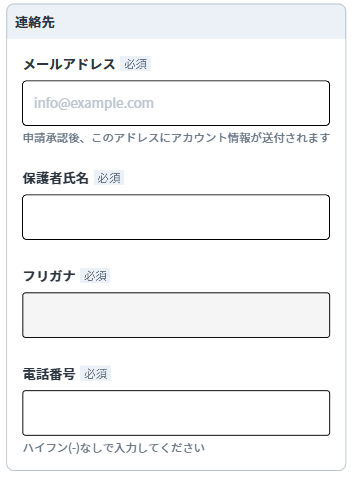 連絡先
メールアドレス 必須
info@example.com
申請承認後、このアドレスにアカウント情報が送付されます
保護者氏名 必須
フリガナ 必須
電話番号 必須
ハイフン(-)なしで入力してください